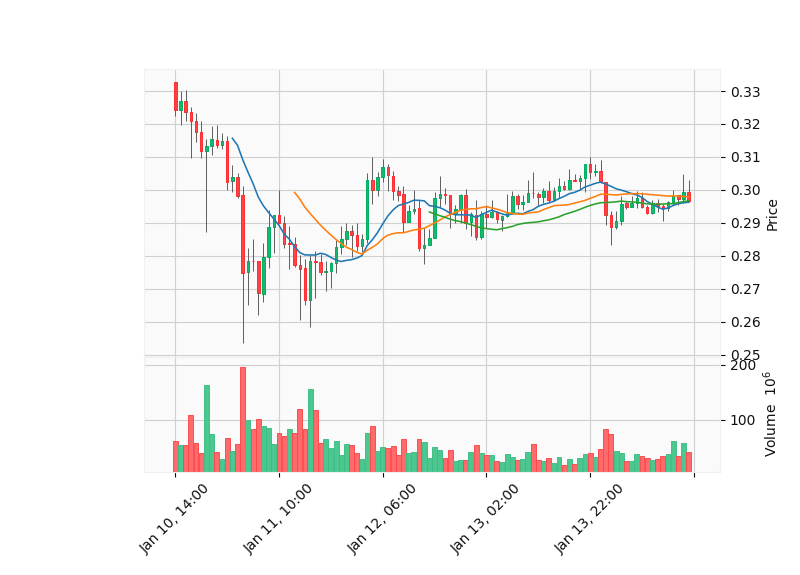 0.33
0.32
0.31
0.30
0.29
0.28
0.27
0.26
0.25
Price
200
100
Volume 10^6
Jan 10, 14:00
Jan 11, 10:00
Jan 12, 06:00
Jan 13, 02:00
Jan 13, 22:00